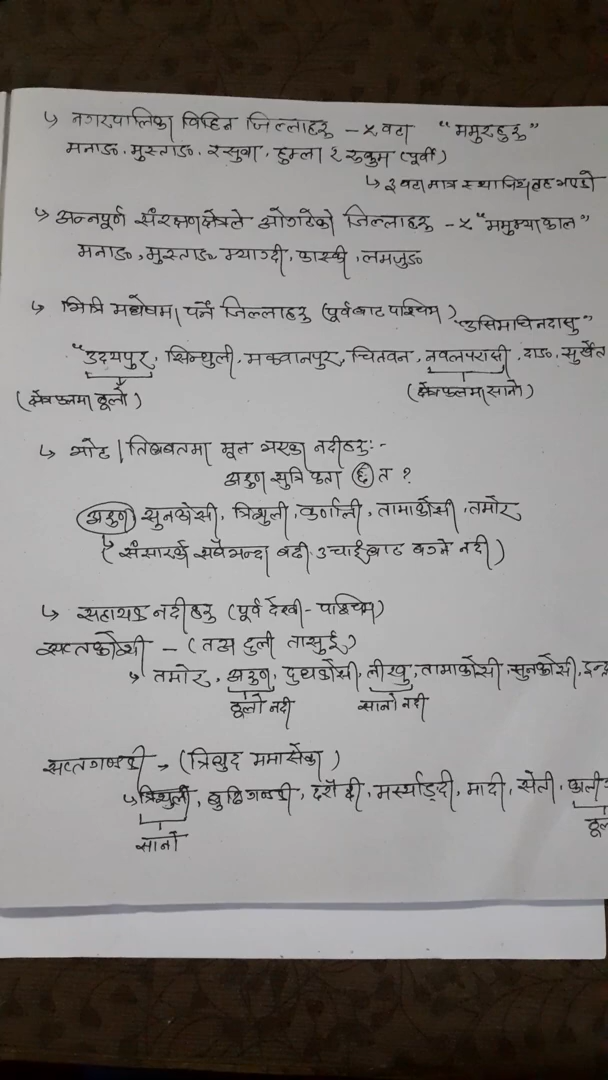 ↳ नगरपालिका विहिन जिल्लाहरु - ५ वटा "ममुरहुरु"
मनाङ, मुस्ताङ, रसुवा, हुम्ला र रुकुम (पूर्वी)
↳ ३ वटा मात्र स्थानिय तह भएको
↳ अन्नपूर्ण संरक्षण क्षेत्रले ओगटेको जिल्लाहरु - ५ "ममुम्याकाल"
मनाङ, मुस्ताङ म्याग्दी, कास्की, लमजुङ
↳ भित्रि मधेषमा पर्ने जिल्लाहरु (पूर्वबाट पश्चिम) "उसिमाचिनदासु"
"उदयपुर, सिन्धुली, मकवानपुर, चितवन, नवलपरासी, दाङ, सुर्खेत
(क्षेत्रफलमा ठूलो) (क्षेत्रफलमा सानो)
↳ भोट / तिब्बतमा मूल भएका नदीहरु:-
अरुण सुत्रि कता ६ त ?
अरुण सुनकोसी, त्रिशुली, कर्णाली, तामाकोसी, तमोर
(संसारकै सबैभन्दा बढी उचाईबाट बग्ने नदी)
↳ सहायक नदीहरु (पूर्व देखी - पाश्चिम)
सप्तकोशी - (तअ दुली तासुई)
↳ तमोर, अरुण, दुधकोसी, लीखु, तामाकोसी, सुनकोसी, इन्द्र
ठूलो नदी सानो नदी
सप्तगण्डकी → (त्रिबुद ममासेका)
↳ त्रिशुली, बुढिगण्डकी, दरौदी, मर्स्याङ्दी, मादी, सेती, काली
सानो ठूल